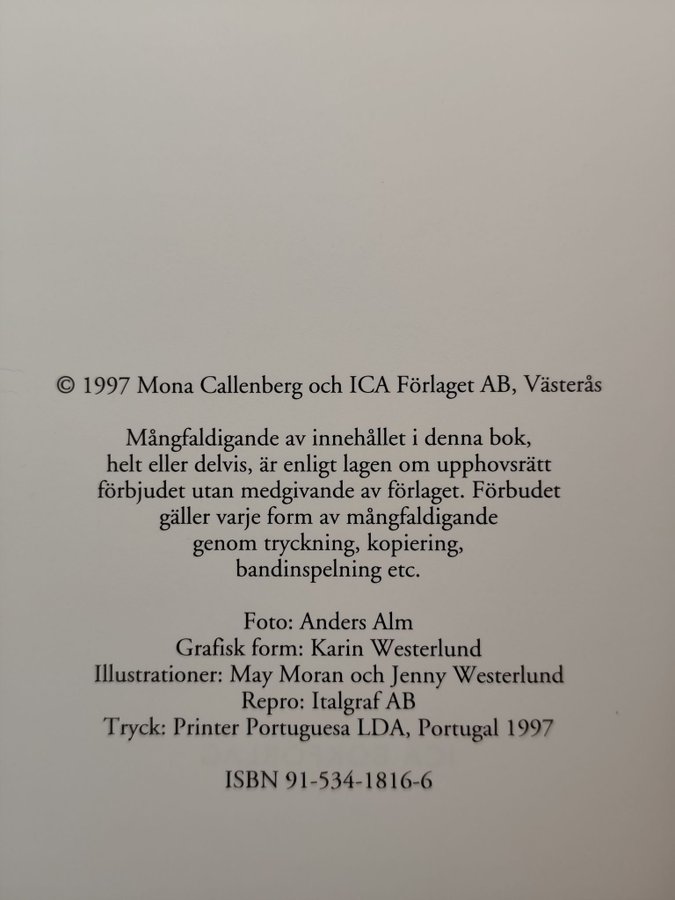 © 1997 Mona Callenberg och ICA Förlaget AB, Västerås
Mångfaldigande av innehållet i denna bok,
helt eller delvis, är enligt lagen om upphovsrätt
förbjudet utan medgivande av förlaget. Förbudet
gäller varje form av mångfaldigande
genom tryckning, kopiering,
bandinspelning etc.
Foto: Anders Alm
Grafisk form: Karin Westerlund
Illustrationer: May Moran och Jenny Westerlund
Repro: Italgraf AB
Tryck: Printer Portuguesa LDA, Portugal 1997
ISBN 91-534-1816-6